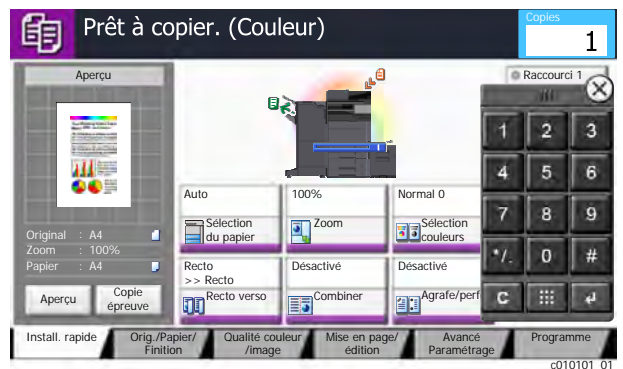 Prêt à copier. (Couleur)
Copies
1
Aperçu
Raccourci 1
Original : A4
Zoom : 100%
Papier : A4
Aperçu
Copie
épreuve
Auto
Sélection
du papier
100%
Zoom
Normal 0
Sélection
couleurs
Recto
>> Recto
Recto verso
Désactivé
Combiner
Désactivé
Agrafe/perf
1 2 3
4 5 6
7 8 9
*/. 0 #
C
Install. rapide
Orig./Papier/
Finition
Qualité couleur
/image
Mise en page/
édition
Avancé
Paramétrage
Programme
c010101_01